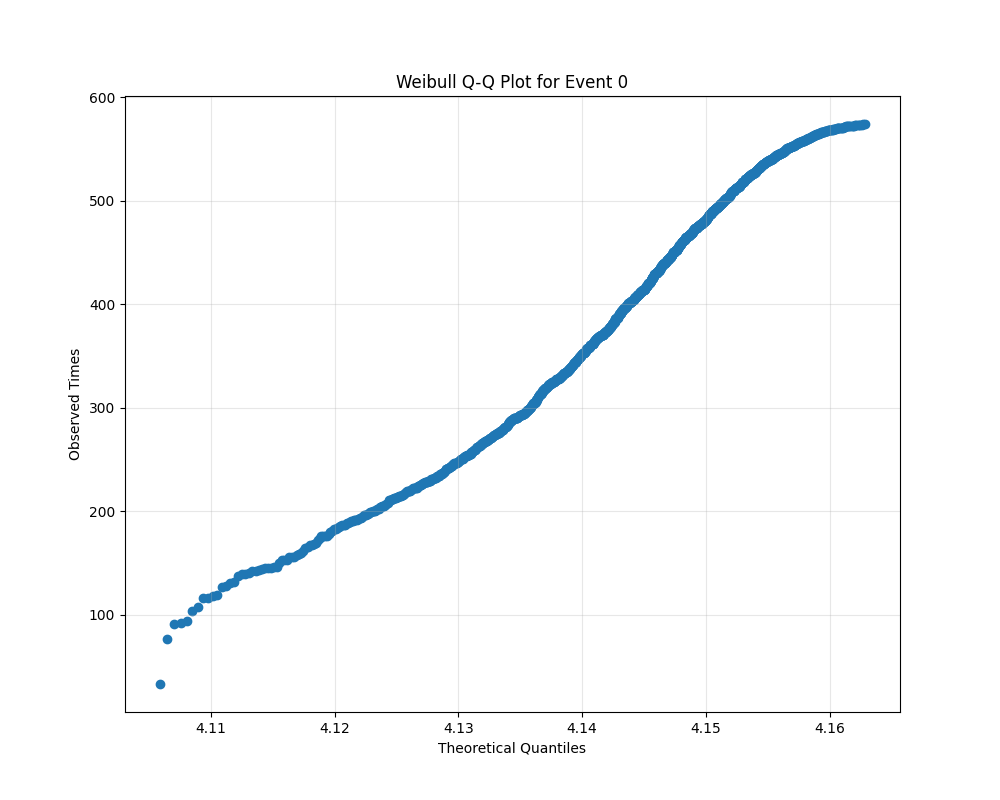 Weibull Q-Q Plot for Event 0
600
500
400
300
200
100
Observed Times
4.11 4.12 4.13 4.14 4.15 4.16
Theoretical Quantiles